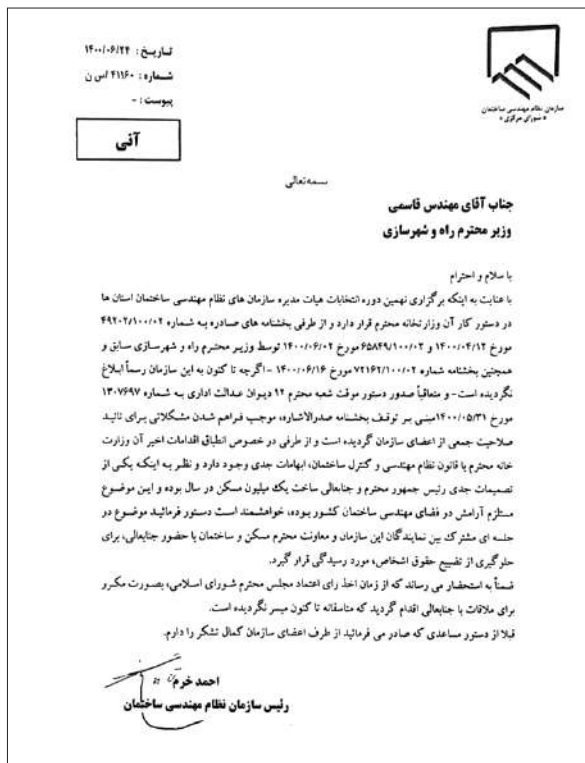 تاریخ : ۱۴۰۰/۰۶/۲۴
شماره : ۴۱۱۶۰ /س ن
پیوست : -
آنی
سازمان نظام مهندسی ساختمان
« شورای مرکزی »
بسمه تعالی
جناب آقای مهندس قاسمی
وزیر محترم راه و شهرسازی
با سلام و احترام
با عنایت به اینکه برگزاری نهمین دوره انتخابات هیات مدیره سازمان های نظام مهندسی ساختمان استان ها
در دستور کار آن وزارتخانه محترم قرار دارد و از طرفی بخشنامه های صادره به شماره ۴۹۲۰۲/۱۰۰/۰۲
مورخ ۱۴۰۰/۰۴/۱۲ و ۶۵۸۴۹/۱۰۰/۰۲ مورخ ۱۴۰۰/۰۶/۰۲ توسط وزیر محترم راه و شهرسازی سابق و
همچنین بخشنامه شماره ۷۲۱۶۲/۱۰۰/۰۲ مورخ ۱۴۰۰/۰۶/۱۶ -اگرچه تا کنون به این سازمان رسماً ابلاغ
نگردیده است- و متعاقباً صدور دستور موقت شعبه محترم ۱۲ دیوان عدالت اداری به شماره ۱۳۰۷۶۹۷
مورخ ۱۴۰۰/۰۵/۳۱مبنی بر توقف بخشنامه صدرالاشاره، موجب فراهم شدن مشکلاتی برای تائید
صلاحیت جمعی از اعضای سازمان گردیده است و از طرفی در خصوص انطباق اقدامات اخیر آن وزارت
خانه محترم با قانون نظام مهندسی و کنترل ساختمان، ابهامات جدی وجود دارد و نظر به اینکه یکی از
تصمیمات جدی رئیس جمهور محترم و جنابعالی ساخت یک میلیون مسکن در سال بوده و این موضوع
مستلزم آرامش در فضای مهندسی ساختمان کشور بوده، خواهشمند است دستور فرمائید موضوع در
جلسه ای مشترک بین نمایندگان این سازمان و معاونت محترم مسکن و ساختمان با حضور جنابعالی، برای
جلوگیری از تضییع حقوق اشخاص، مورد رسیدگی قرار گیرد.
ضمناً به استحضار می رساند که از زمان اخذ رای اعتماد مجلس محترم شورای اسلامی، بصورت مکرر
برای ملاقات با جنابعالی اقدام گردید که متاسفانه تا کنون میسر نگردیده است.
قبلا از دستور مساعدی که صادر می فرمائید از طرف اعضای سازمان کمال تشکر را دارم.
احمد خرم
رئیس سازمان نظام مهندسی ساختمان